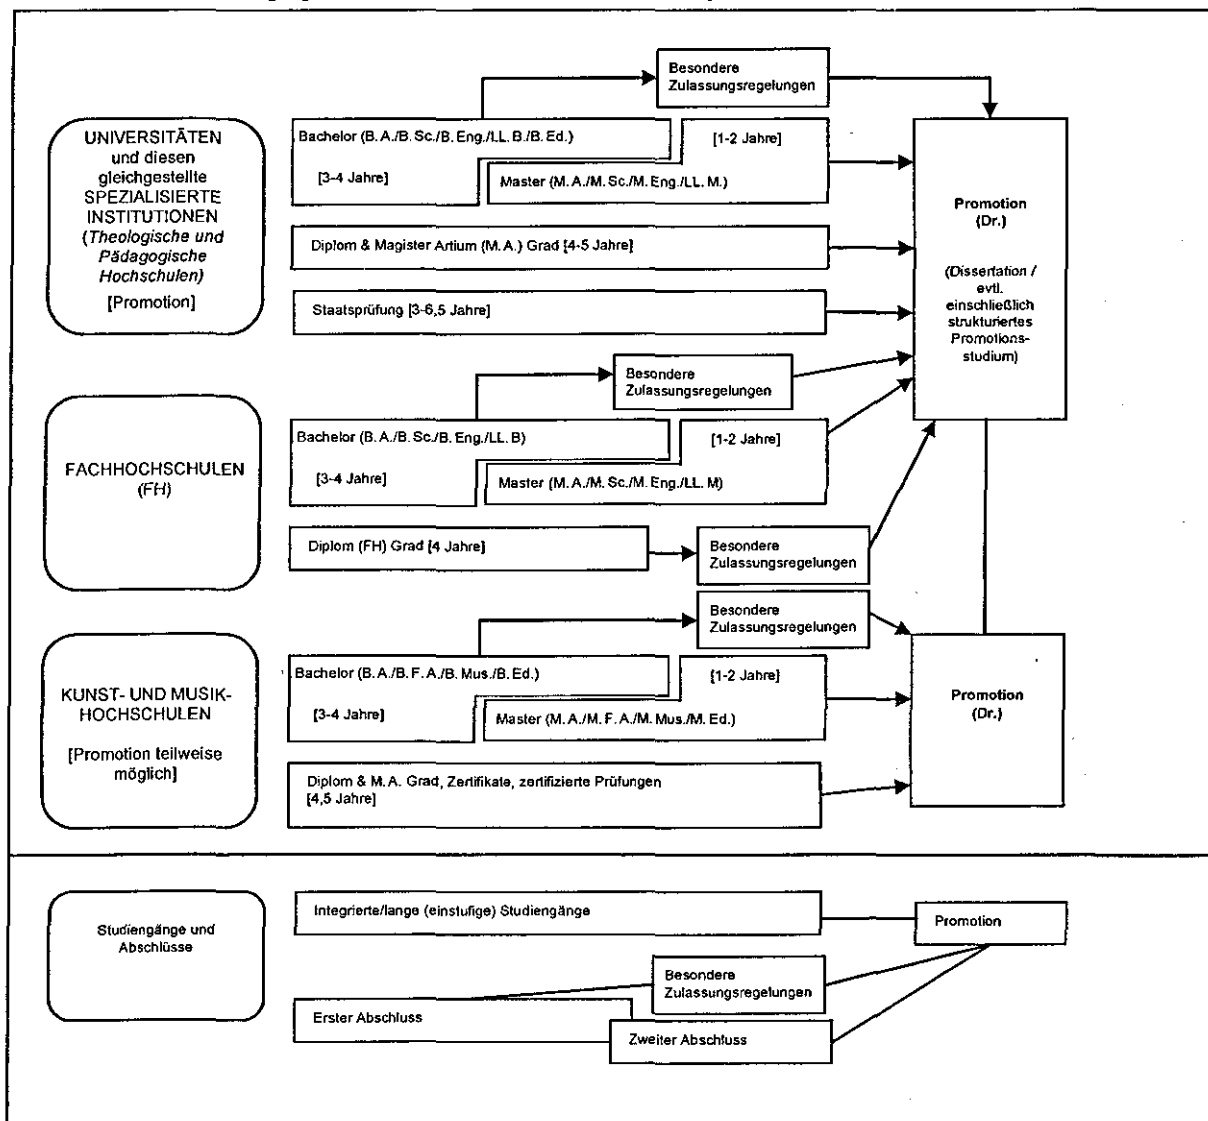 Besondere
Zulassungsregelungen
UNIVERSITÄTEN
und diesen
gleichgestellte
SPEZIALISIERTE
INSTITUTIONEN
(Theologische und
Pädagogische
Hochschulen)
[Promotion]
Bachelor (B. A./B. Sc./B. Eng./LL. B./B. Ed.)
[1-2 Jahre]
[3-4 Jahre]
Master (M. A./M. Sc./M. Eng./LL. M.)
Diplom & Magister Artium (M. A.) Grad [4-5 Jahre]
Staatsprüfung [3-6,5 Jahre]
Promotion
(Dr.)
(Dissertation /
evtl.
einschließlich
strukturiertes
Promotions-
studium)
Besondere
Zulassungsregelungen
FACHHOCHSCHULEN
(FH)
Bachelor (B. A./B. Sc./B. Eng./LL. B)
[1-2 Jahre]
[3-4 Jahre]
Master (M. A./M. Sc./M. Eng./LL. M)
Diplom (FH) Grad [4 Jahre]
Besondere
Zulassungsregelungen
Besondere
Zulassungsregelungen
KUNST- UND MUSIK-
HOCHSCHULEN
[Promotion teilweise
möglich]
Bachelor (B. A./B. F. A./B. Mus./B. Ed.)
[1-2 Jahre]
[3-4 Jahre]
Master (M. A./M. F. A./M. Mus./M. Ed.)
Diplom & M. A. Grad, Zertifikate, zertifizierte Prüfungen
[4,5 Jahre]
Promotion
(Dr.)
Studiengänge und
Abschlüsse
Integrierte/lange (einstufige) Studiengänge
Promotion
Besondere
Zulassungsregelungen
Erster Abschluss
Zweiter Abschluss